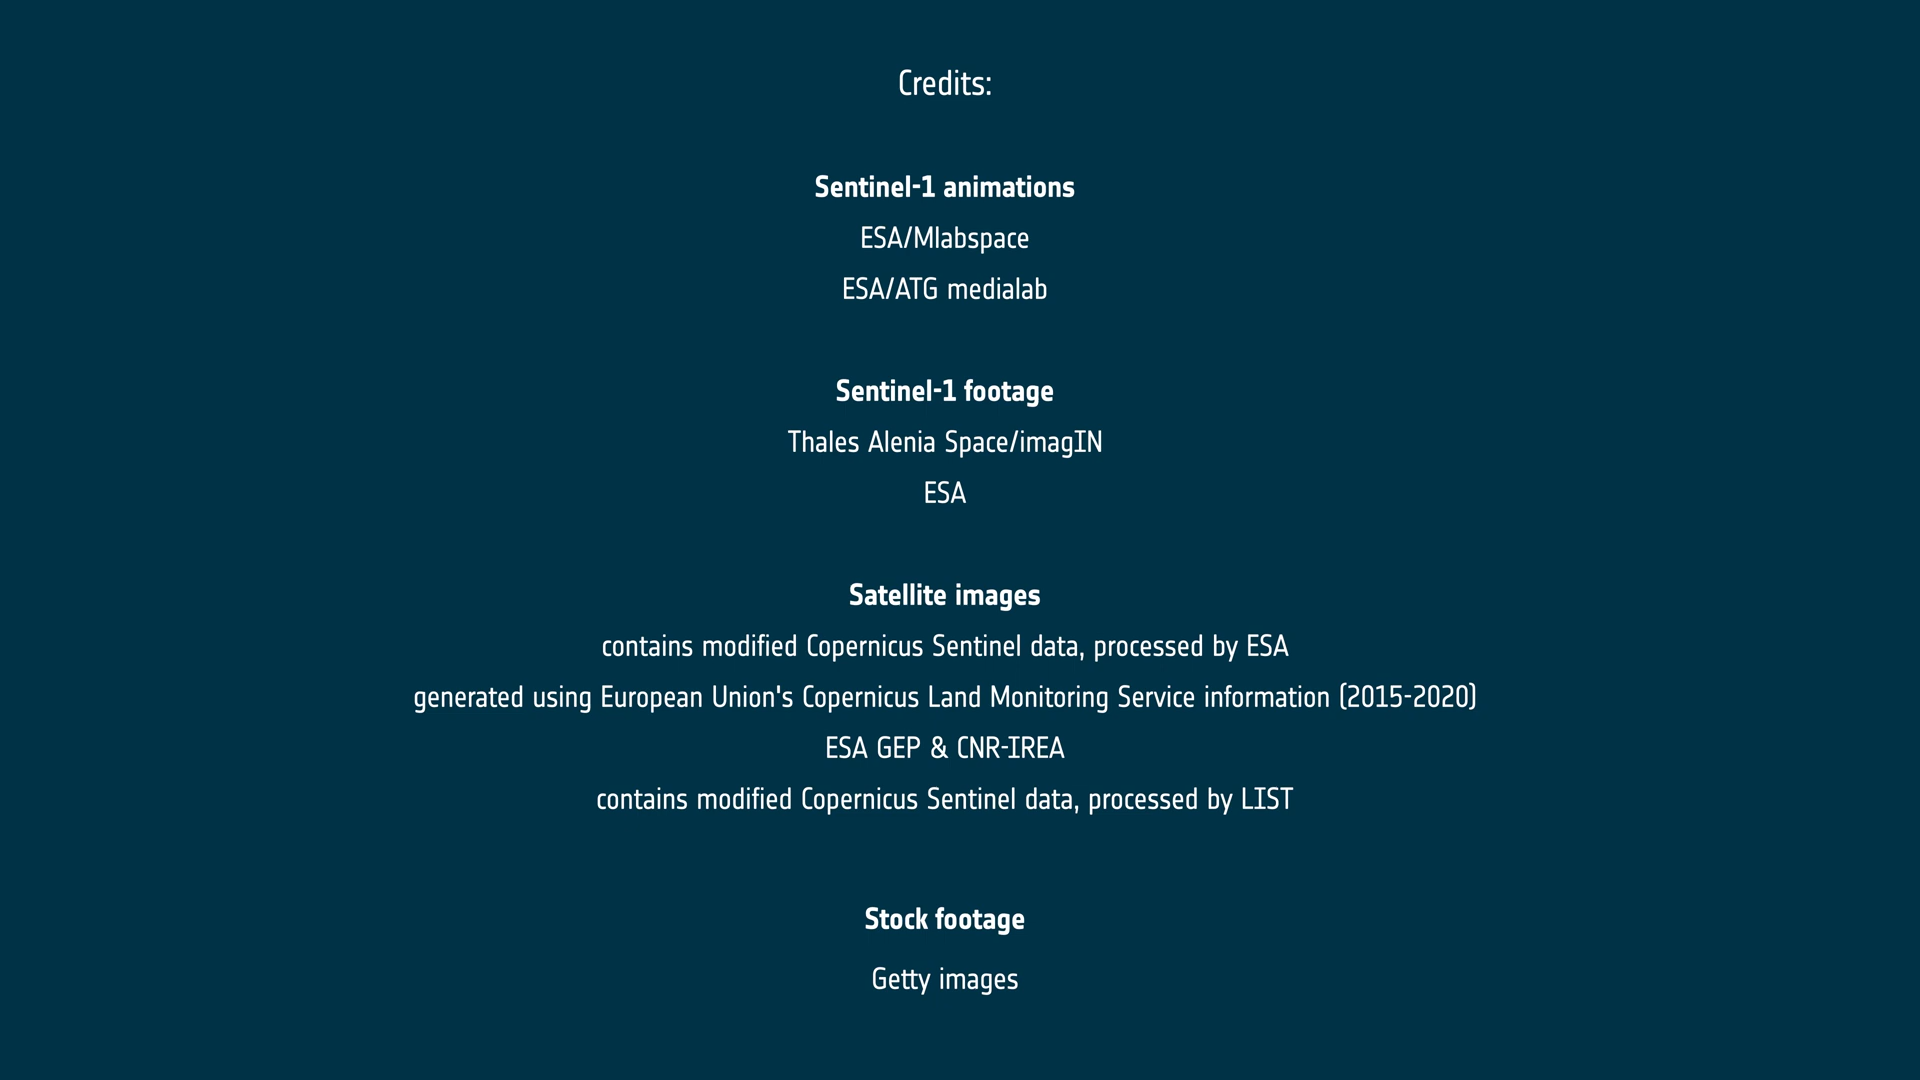 Credits:
Sentinel-1 animations
ESA/Mlabspace
ESA/ATG medialab
Sentinel-1 footage
Thales Alenia Space/imagIN
ESA
Satellite images
contains modified Copernicus Sentinel data, processed by ESA
generated using European Union's Copernicus Land Monitoring Service information (2015-2020)
ESA GEP & CNR-IREA
contains modified Copernicus Sentinel data, processed by LIST
Stock footage
Getty images